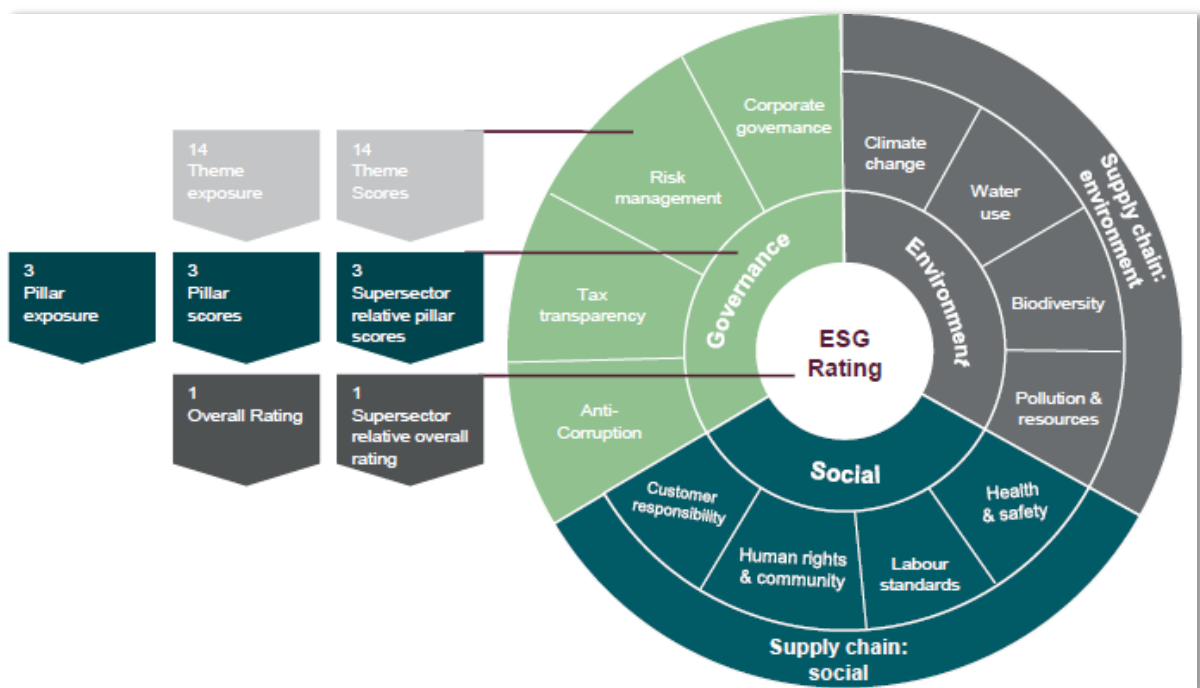 14
Theme
exposure
14
Theme
Scores
3
Pillar
exposure
3
Pillar
scores
3
Supersector
relative pillar
scores
1
Overall Rating
1
Supersector
relative overall
rating
Corporate
governance
Risk
management
Tax
transparency
Anti-
Corruption
Governance
Climate
change
Water
use
Biodiversity
Pollution &
resources
Environment
Supply chain:
environment
ESG
Rating
Social
Customer
responsibility
Human rights
& community
Labour
standards
Health
& safety
Supply chain:
social